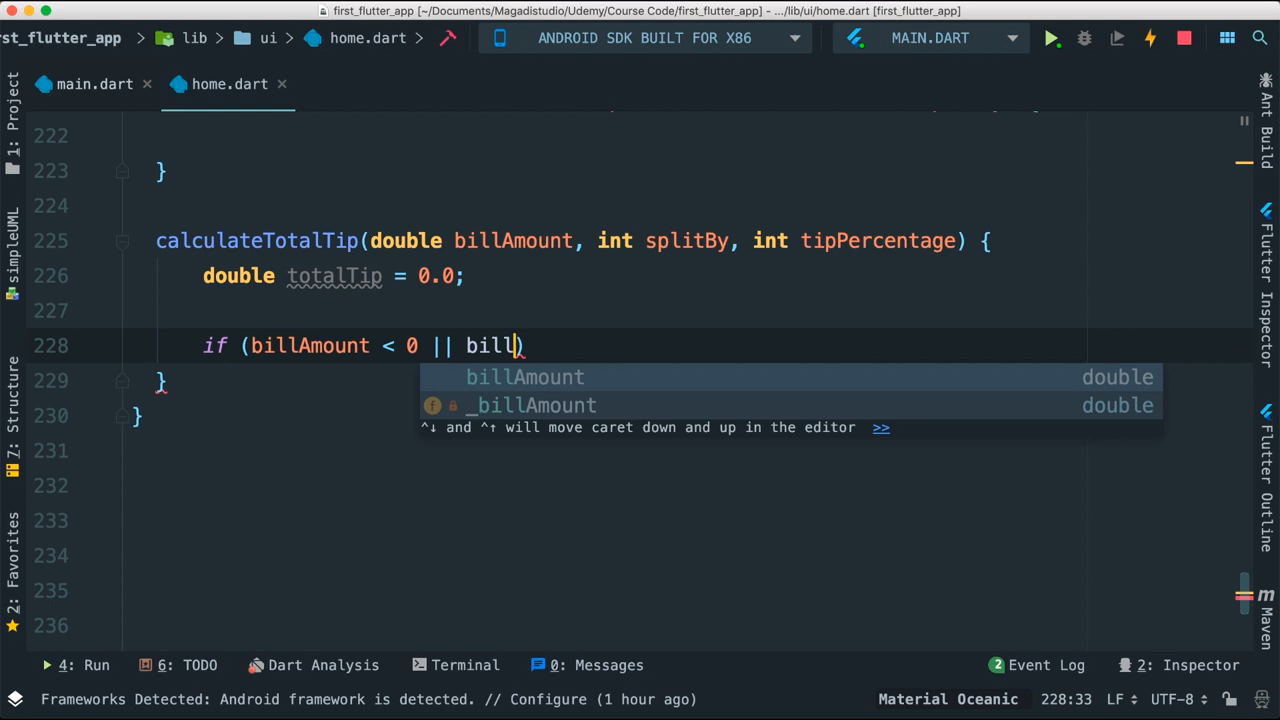 first_flutter_app [~/Documents/Magadistudio/Udemy/Course Code/first_flutter_app] - .../lib/ui/home.dart [first_flutter_app]
rst_flutter_app lib ui home.dart ANDROID SDK BUILT FOR X86 MAIN.DART
main.dart home.dart
222
223 }
224
225 calculateTotalTip(double billAmount, int splitBy, int tipPercentage) {
226 double totalTip = 0.0;
227
228 if (billAmount < 0 || bill)
billAmount double
229 }
_billAmount double
230 }
^↓ and ^↑ will move caret down and up in the editor >>
231
232
233
234
235
236
1: Project
simpleUML
7: Structure
2: Favorites
Ant Build
Flutter Inspector
Flutter Outline
Maven
4: Run 6: TODO Dart Analysis Terminal 0: Messages 2 Event Log 2: Inspector
Frameworks Detected: Android framework is detected. // Configure (1 hour ago) Material Oceanic 228:33 LF UTF-8